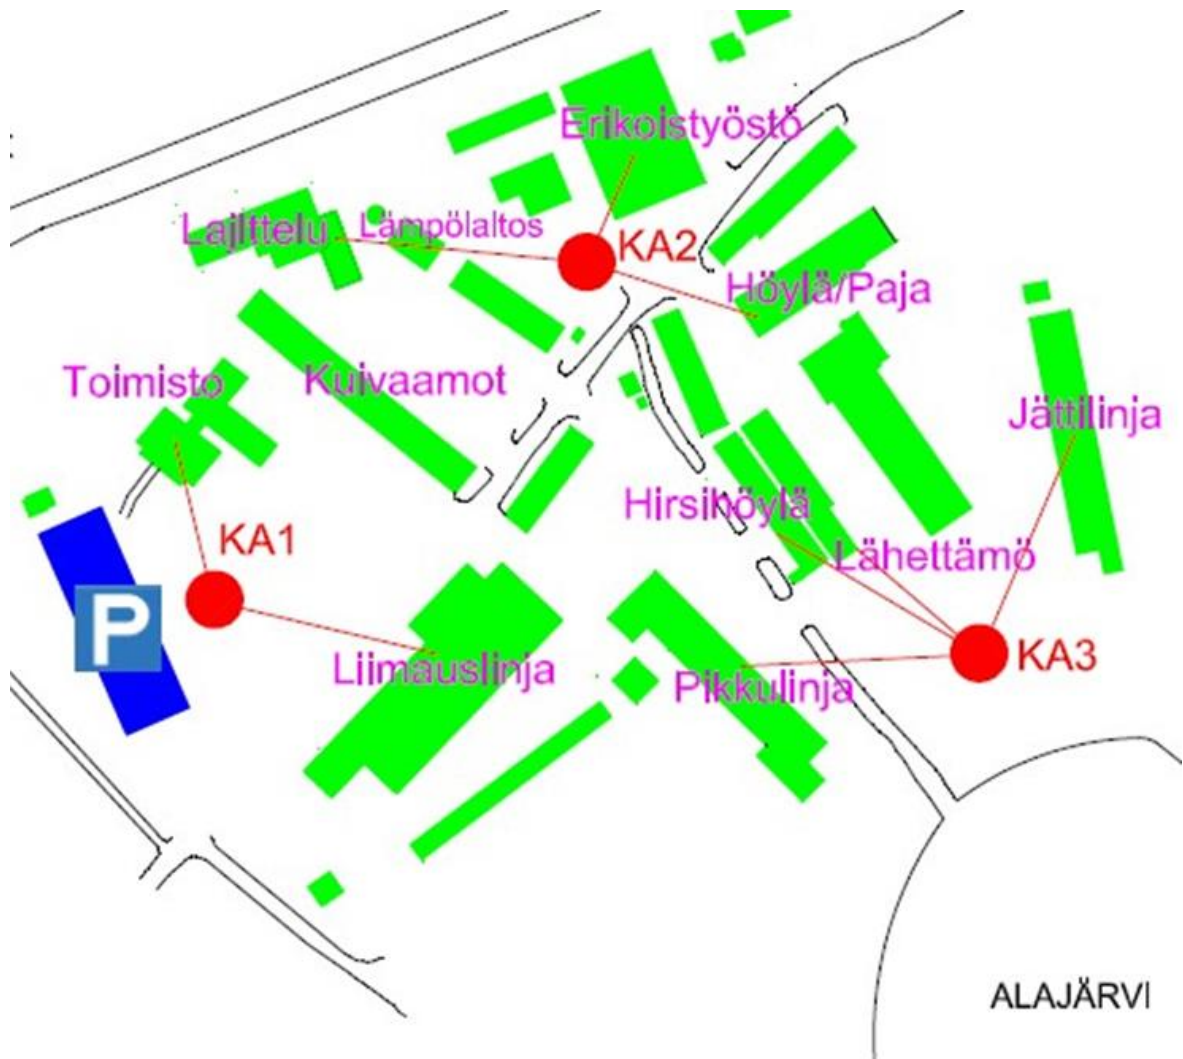 Erikoistyöstö
Lajittelu
Lämpölaitos
KA2
Höylä/Paja
Toimisto
Kuivaamot
Jättilinja
Hirsihöylä
KA1
Lähettämö
P
Liimauslinja
Pikkulinja
KA3
ALAJÄRVI